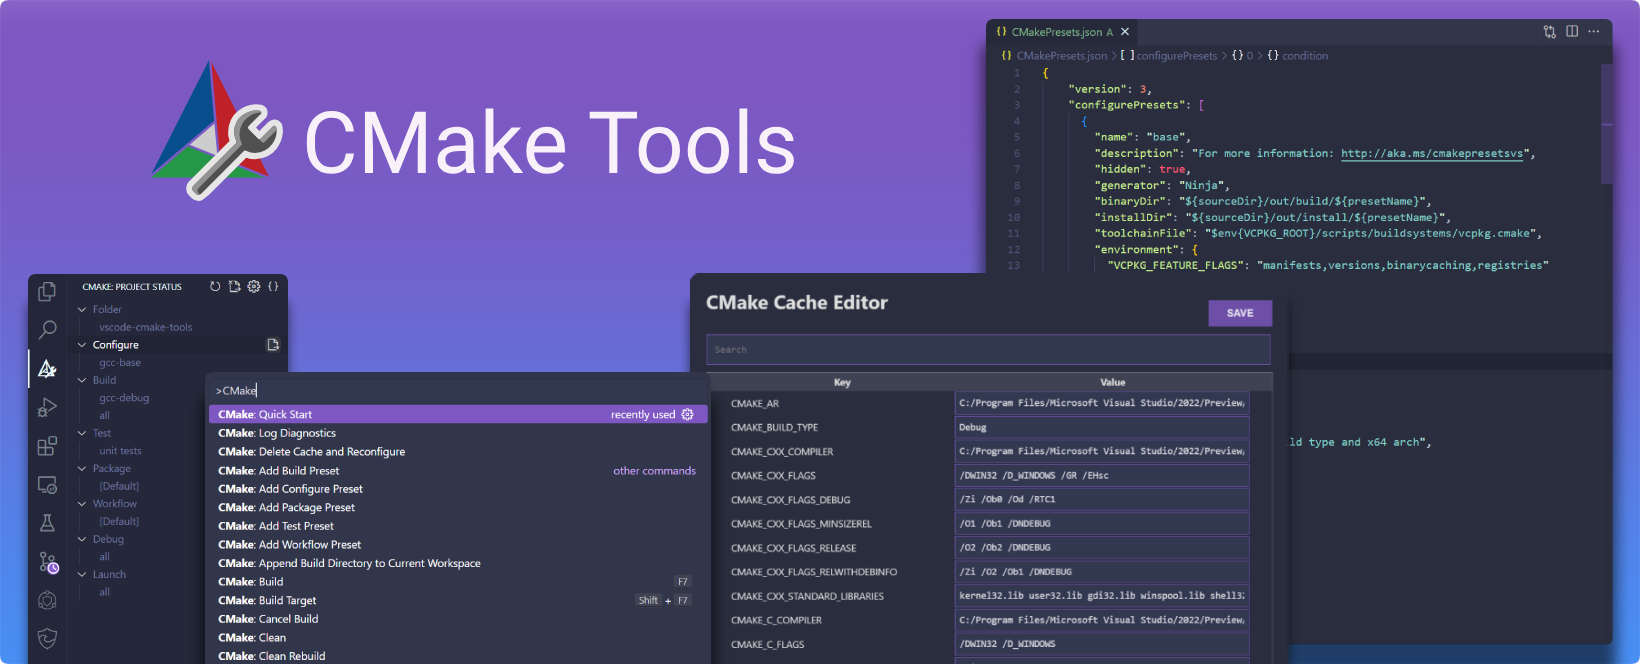 CMake Tools
CMakePresets.json A
CMakePresets.json > [ ] configurePresets > {} 0 > {} condition
1 {
2 "version": 3,
3 "configurePresets": [
4 {
5 "name": "base",
6 "description": "For more information: http://aka.ms/cmakepresetsvs",
7 "hidden": true,
8 "generator": "Ninja",
9 "binaryDir": "${sourceDir}/out/build/${presetName}",
10 "installDir": "${sourceDir}/out/install/${presetName}",
11 "toolchainFile": "$env{VCPKG_ROOT}/scripts/buildsystems/vcpkg.cmake",
12 "environment": {
13 "VCPKG_FEATURE_FLAGS": "manifests,versions,binarycaching,registries"
ld type and x64 arch",
CMAKE: PROJECT STATUS
Folder
vscode-cmake-tools
Configure
gcc-base
Build
gcc-debug
all
Test
unit tests
Package
[Default]
Workflow
[Default]
Debug
all
Launch
all
>CMake
CMake: Quick Start recently used
CMake: Log Diagnostics
CMake: Delete Cache and Reconfigure
CMake: Add Build Preset other commands
CMake: Add Configure Preset
CMake: Add Package Preset
CMake: Add Test Preset
CMake: Add Workflow Preset
CMake: Append Build Directory to Current Workspace
CMake: Build F7
CMake: Build Target Shift + F7
CMake: Cancel Build
CMake: Clean
CMake: Clean Rebuild
CMake Cache Editor
SAVE
Search
Key Value
CMAKE_AR C:/Program Files/Microsoft Visual Studio/2022/Preview/
CMAKE_BUILD_TYPE Debug
CMAKE_CXX_COMPILER C:/Program Files/Microsoft Visual Studio/2022/Preview/
CMAKE_CXX_FLAGS /DWIN32 /D_WINDOWS /GR /EHsc
CMAKE_CXX_FLAGS_DEBUG /Zi /Ob0 /Od /RTC1
CMAKE_CXX_FLAGS_MINSIZEREL /O1 /Ob1 /DNDEBUG
CMAKE_CXX_FLAGS_RELEASE /O2 /Ob2 /DNDEBUG
CMAKE_CXX_FLAGS_RELWITHDEBINFO /Zi /O2 /Ob1 /DNDEBUG
CMAKE_CXX_STANDARD_LIBRARIES kernel32.lib user32.lib gdi32.lib winspool.lib shell32
CMAKE_C_COMPILER C:/Program Files/Microsoft Visual Studio/2022/Preview/
CMAKE_C_FLAGS /DWIN32 /D_WINDOWS